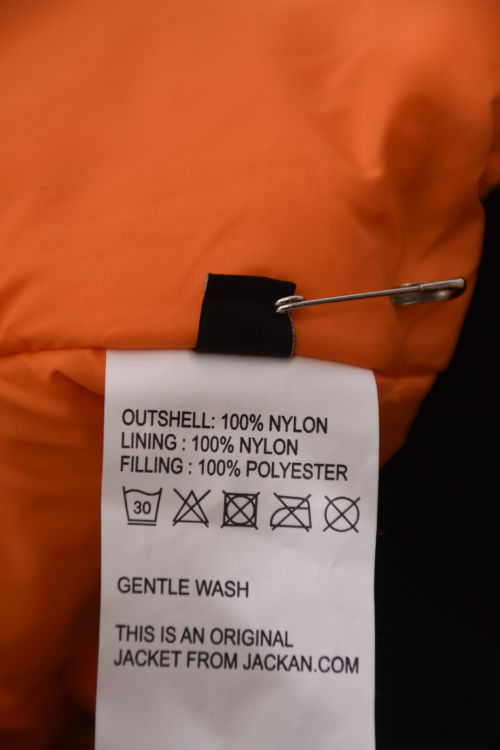 OUTSHELL: 100% NYLON
LINING : 100% NYLON
FILLING : 100% POLYESTER
30
GENTLE WASH
THIS IS AN ORIGINAL
JACKET FROM JACKAN.COM